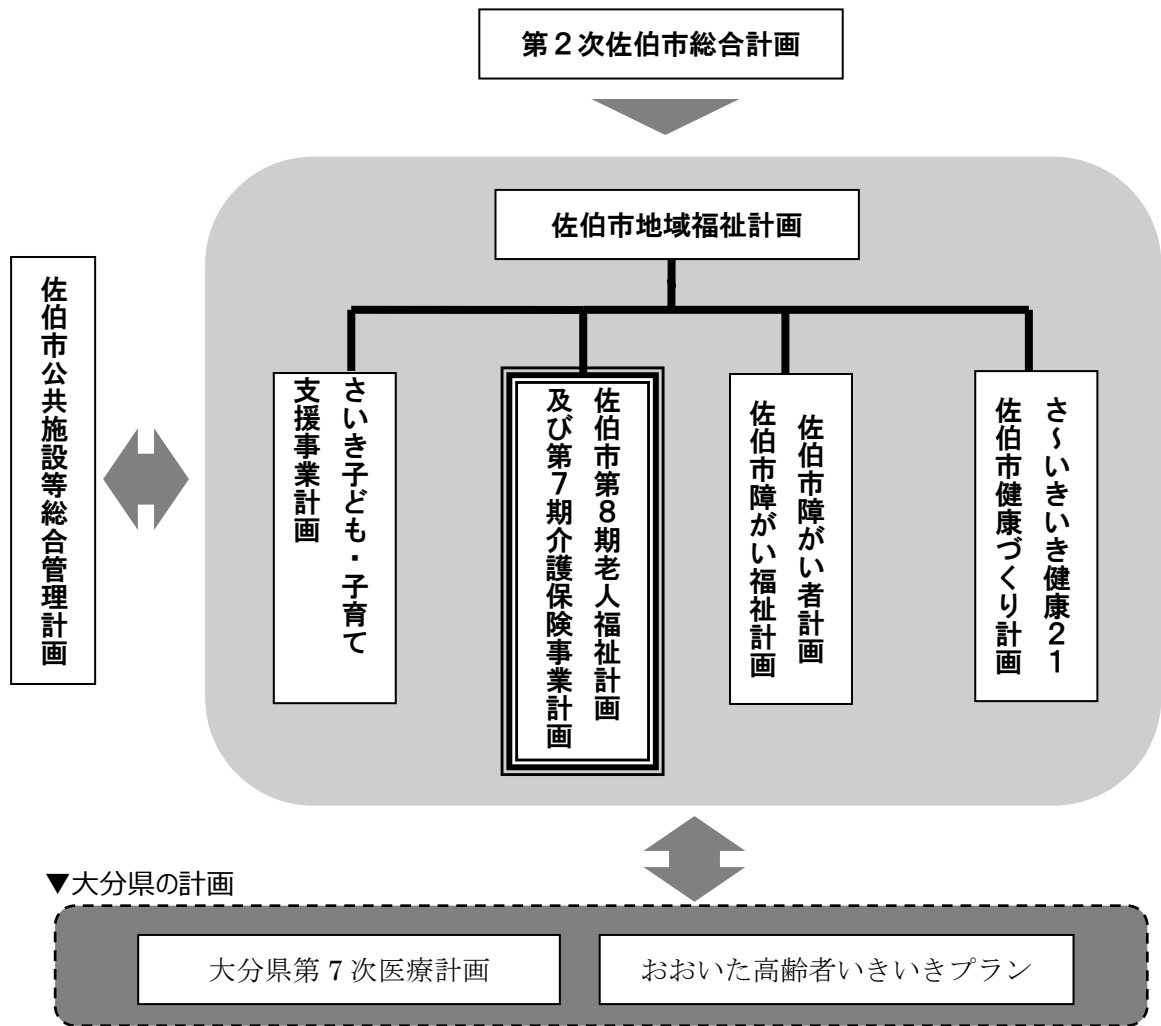 第２次佐伯市総合計画
佐伯市地域福祉計画
佐伯市公共施設等総合管理計画
さいき子ども・子育て
支援事業計画
佐伯市第８期老人福祉計画
及び第７期介護保険事業計画
佐伯市障がい者計画
佐伯市障がい福祉計画
さ～いきいき健康２１
佐伯市健康づくり計画
▼大分県の計画
大分県第 7 次医療計画
おおいた高齢者いきいきプラン